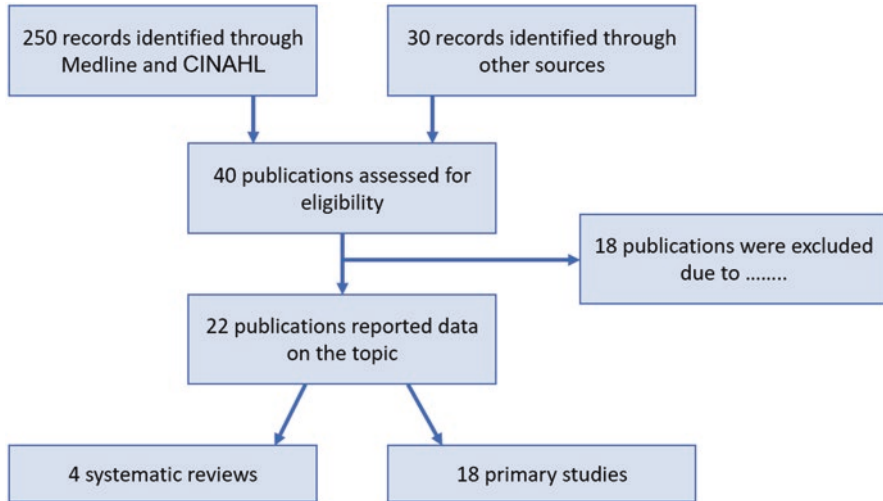 250 records identified through
Medline and CINAHL
30 records identified through
other sources
40 publications assessed for
eligibility
18 publications were excluded
due to ........
22 publications reported data
on the topic
4 systematic reviews
18 primary studies